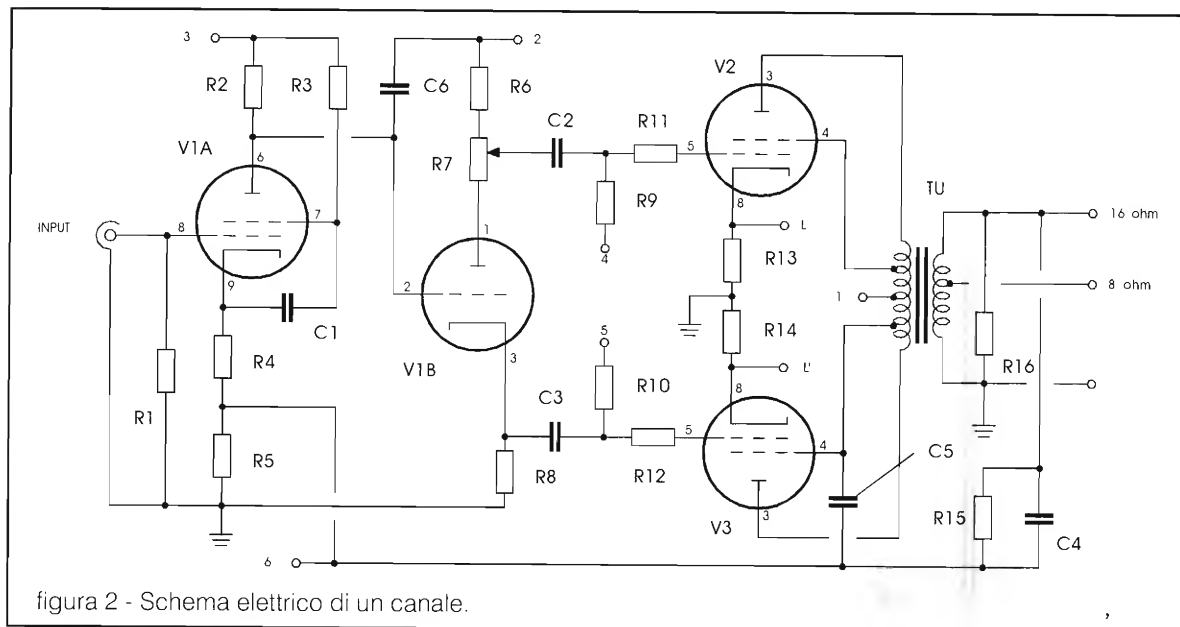 3
2
R2
R3
C6
R6
V2
3
V1A
6
C2
R11
5
4
R7
INPUT
8
7
R9
8
TU
16 ohm
4
L
9
1
R13
8 ohm
C1
2
1
R4
5
R14
V1B
3
L'
R16
R1
R10
8
C3
R5
5
4
C5
R8
R12
V3
3
R15
C4
6
figura 2 - Schema elettrico di un canale.